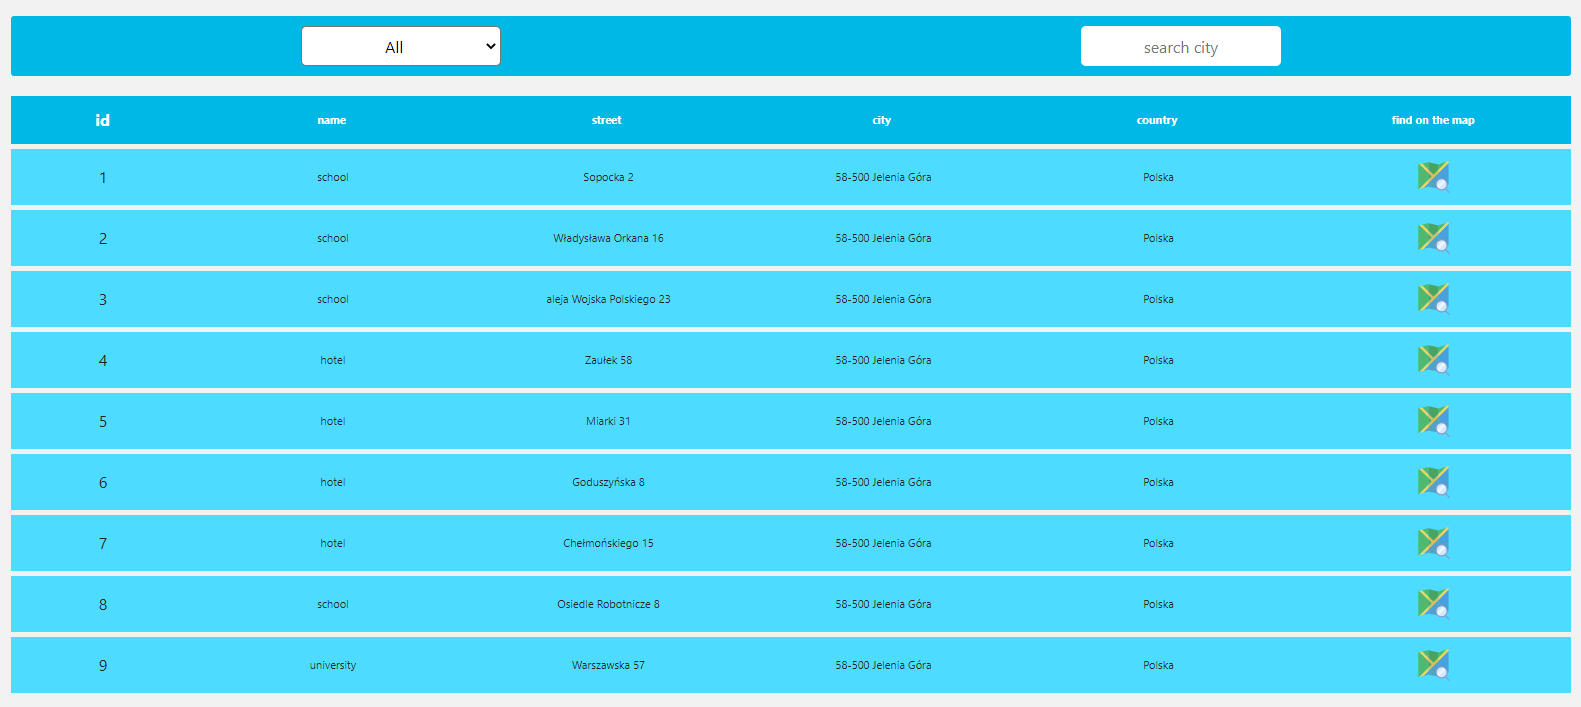 All search city
id name street city country find on the map
1 school Sopocka 2 58-500 Jelenia Góra Polska
2 school Władysława Orkana 16 58-500 Jelenia Góra Polska
3 school aleja Wojska Polskiego 23 58-500 Jelenia Góra Polska
4 hotel Zaułek 58 58-500 Jelenia Góra Polska
5 hotel Miarki 31 58-500 Jelenia Góra Polska
6 hotel Goduszyńska 8 58-500 Jelenia Góra Polska
7 hotel Chełmońskiego 15 58-500 Jelenia Góra Polska
8 school Osiedle Robotnicze 8 58-500 Jelenia Góra Polska
9 university Warszawska 57 58-500 Jelenia Góra Polska